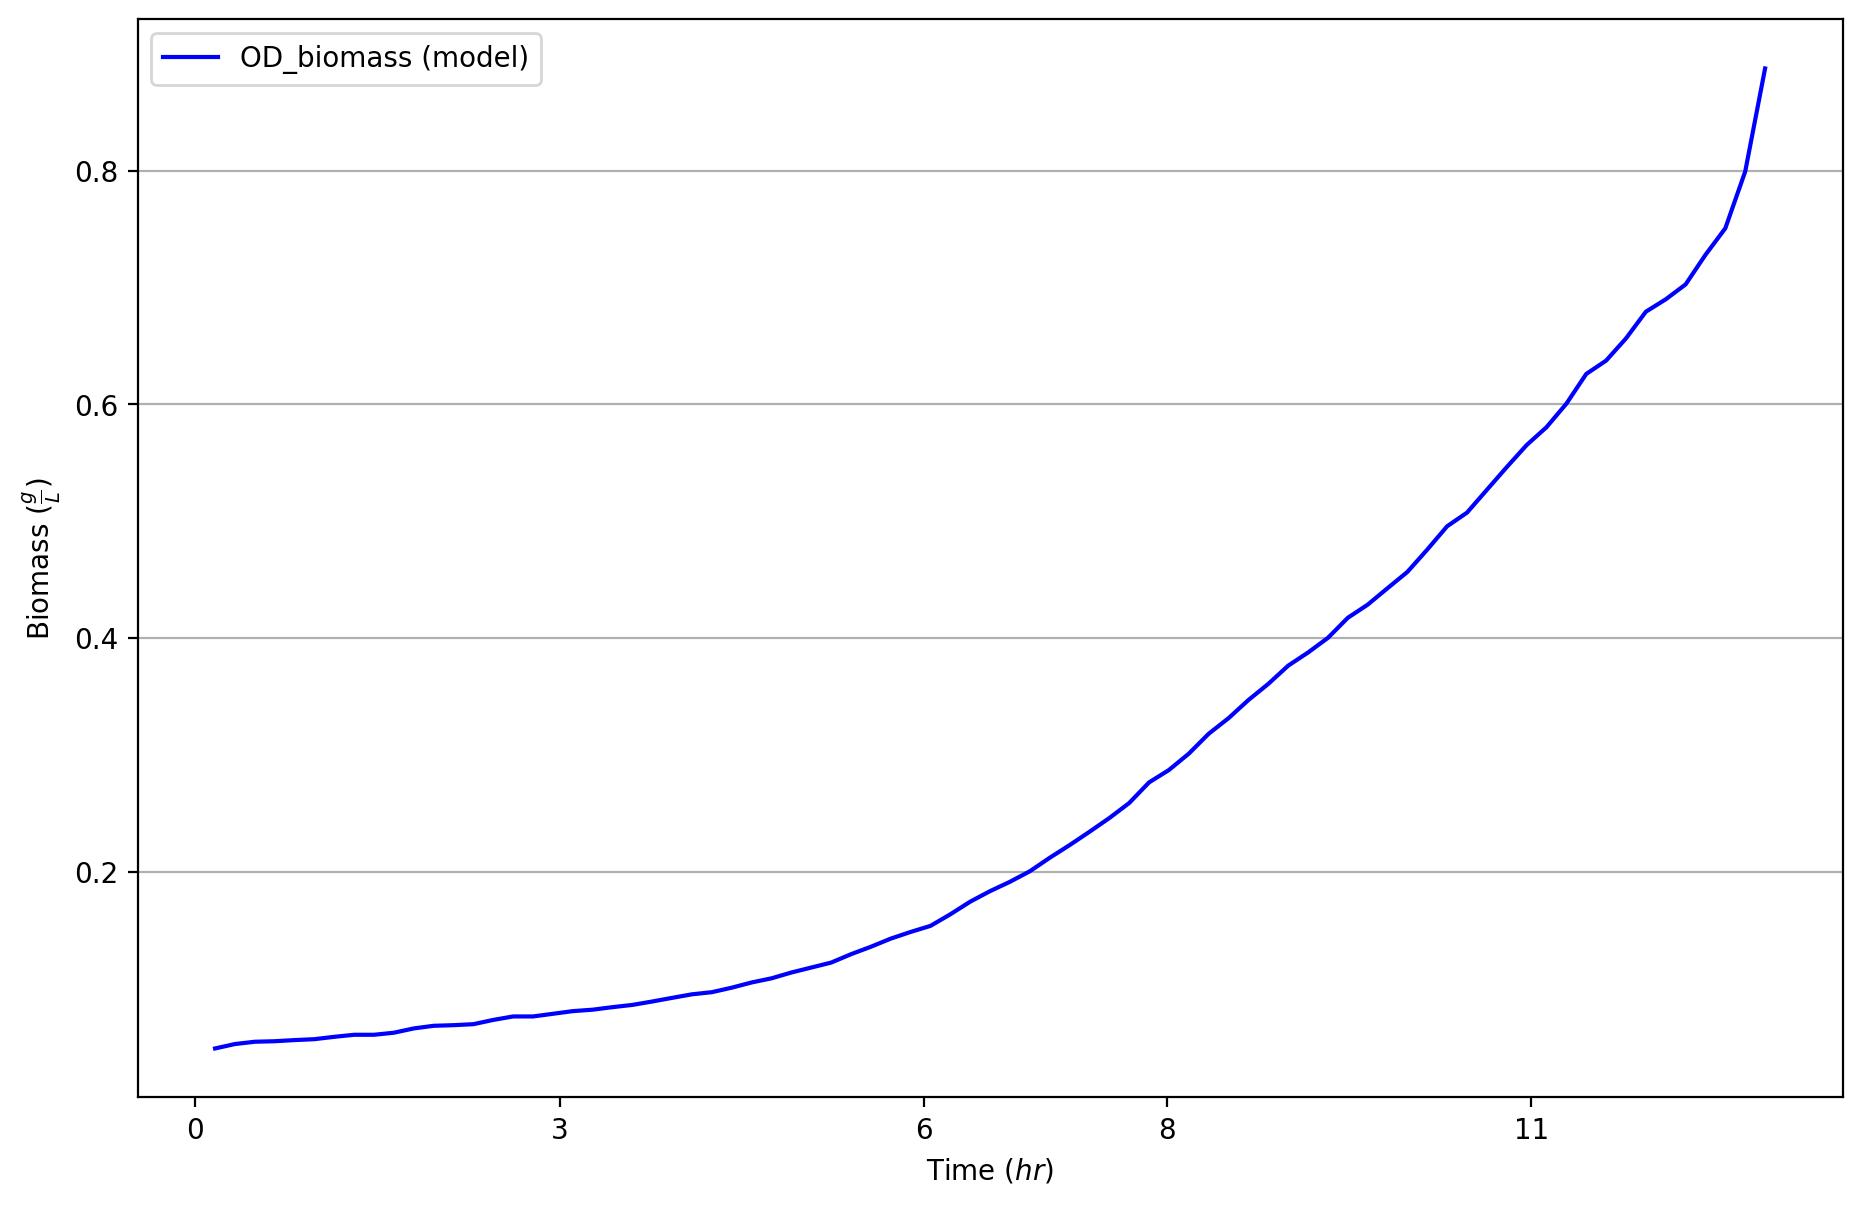 OD_biomass (model)
0.8
0.6
0.4
0.2
Biomass (g/L)
0 3 6 8 11
Time (hr)